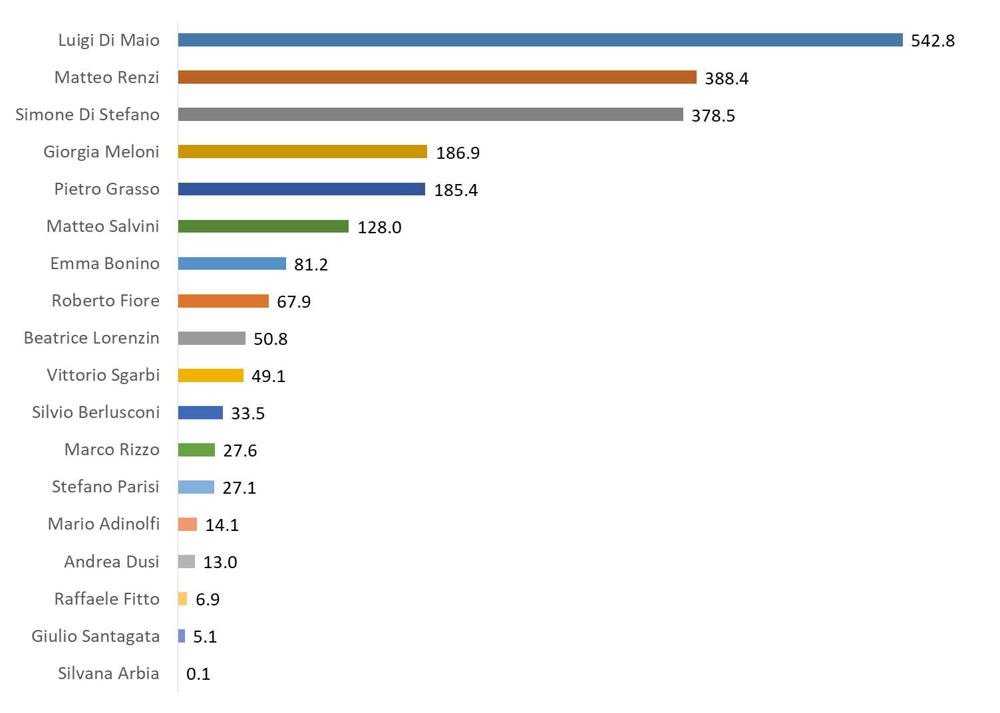 Luigi Di Maio 542.8
Matteo Renzi 388.4
Simone Di Stefano 378.5
Giorgia Meloni 186.9
Pietro Grasso 185.4
Matteo Salvini 128.0
Emma Bonino 81.2
Roberto Fiore 67.9
Beatrice Lorenzin 50.8
Vittorio Sgarbi 49.1
Silvio Berlusconi 33.5
Marco Rizzo 27.6
Stefano Parisi 27.1
Mario Adinolfi 14.1
Andrea Dusi 13.0
Raffaele Fitto 6.9
Giulio Santagata 5.1
Silvana Arbia 0.1